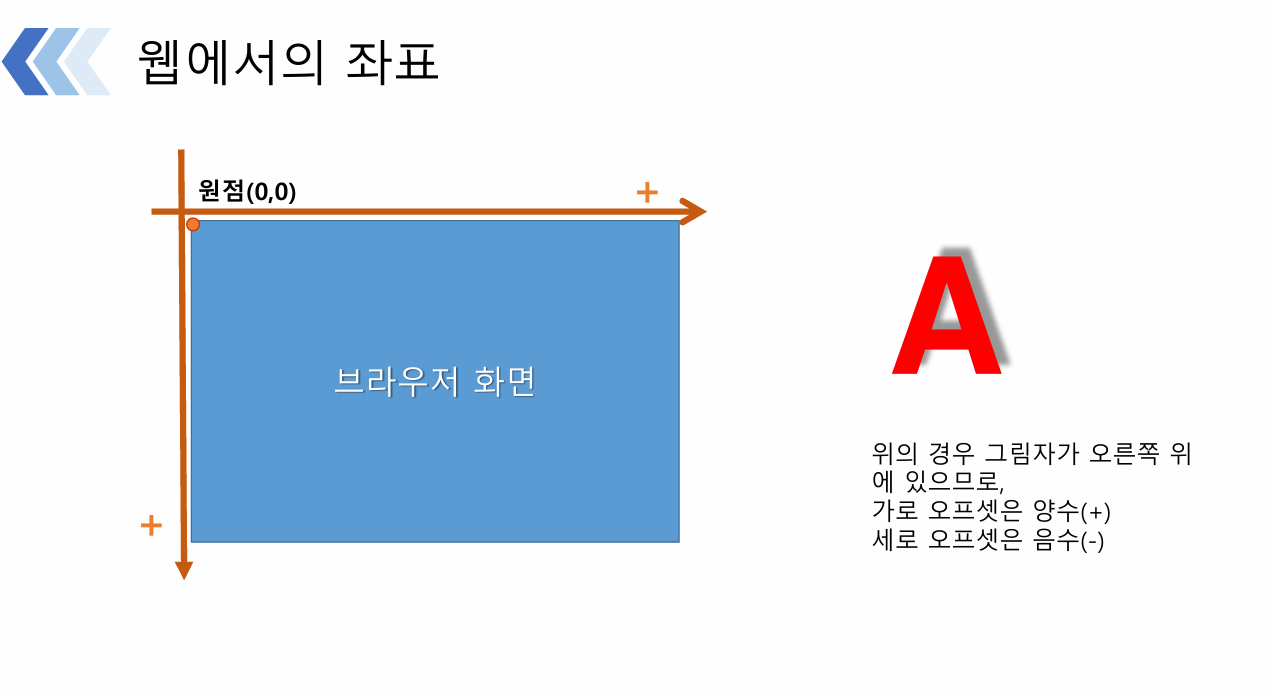 웹에서의 좌표
원점(0,0)
+
브라우저 화면
+
A
위의 경우 그림자가 오른쪽 위
에 있으므로,
가로 오프셋은 양수(+)
세로 오프셋은 음수(-)